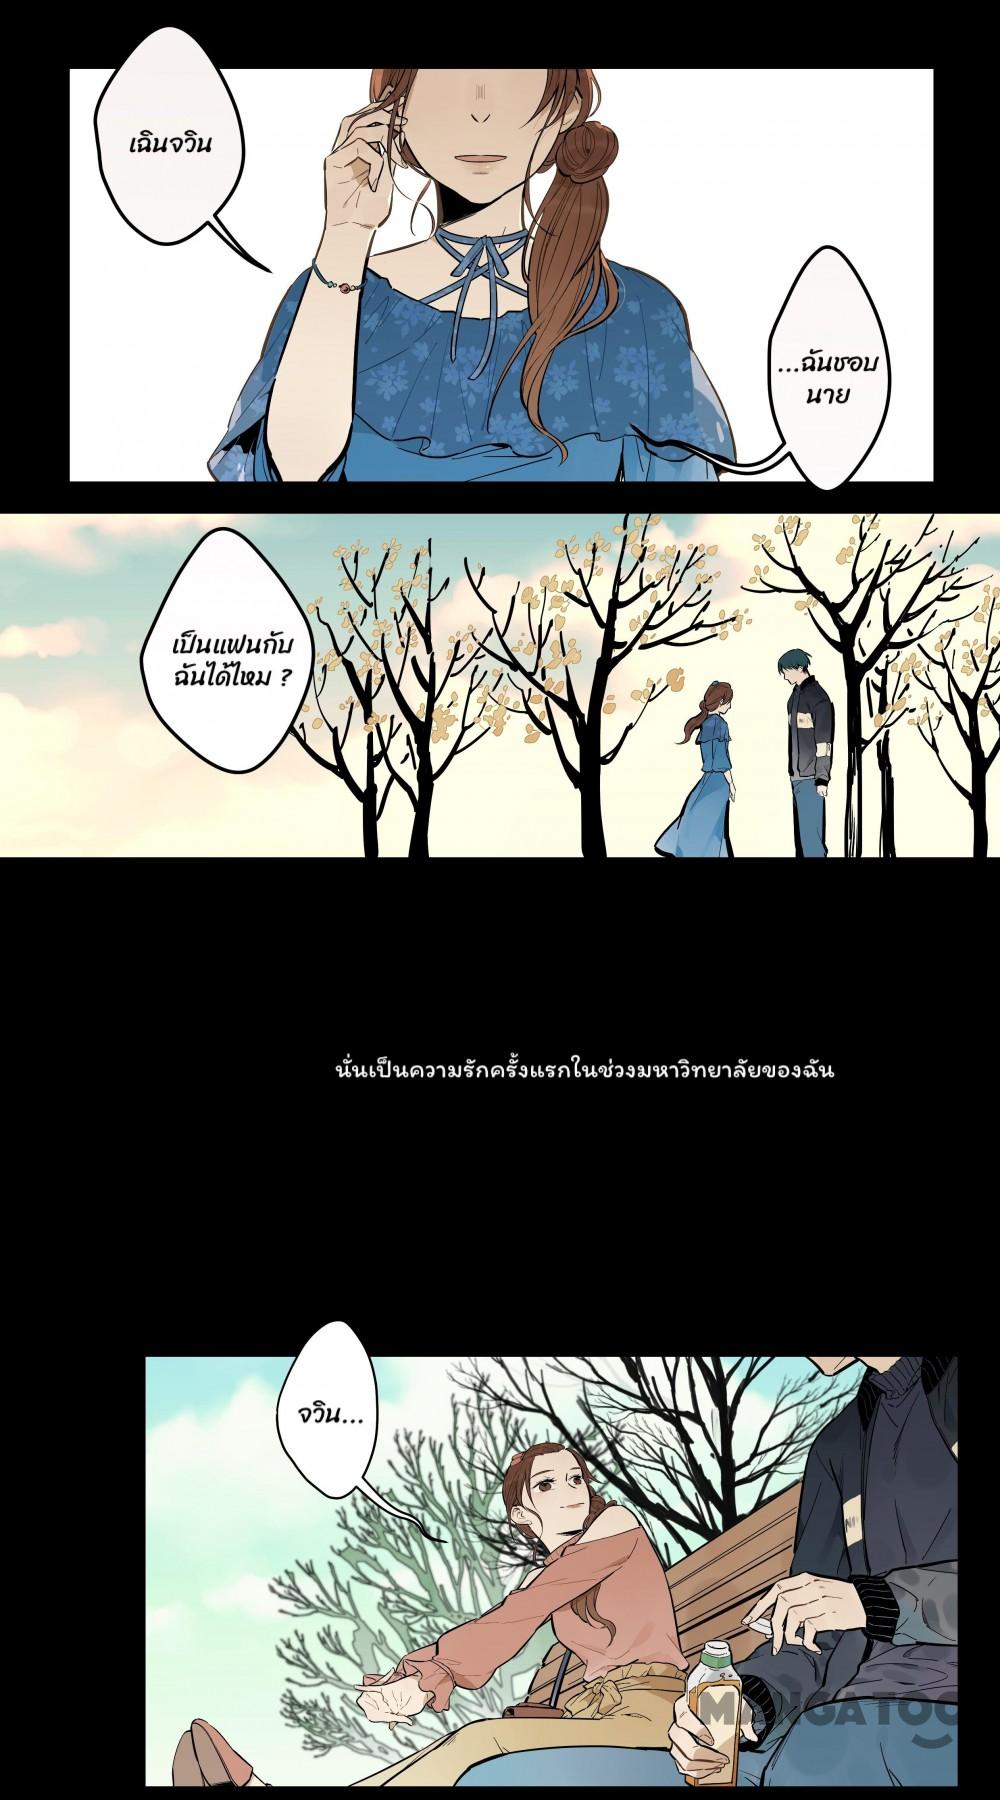 เฉินจวิน
...ฉันชอบ
นาย
เป็นแฟนกับ
ฉันได้ไหม ?
นั่นเป็นความรักครั้งแรกในช่วงมหาวิทยาลัยของฉัน
จวิน...
MANGATOO